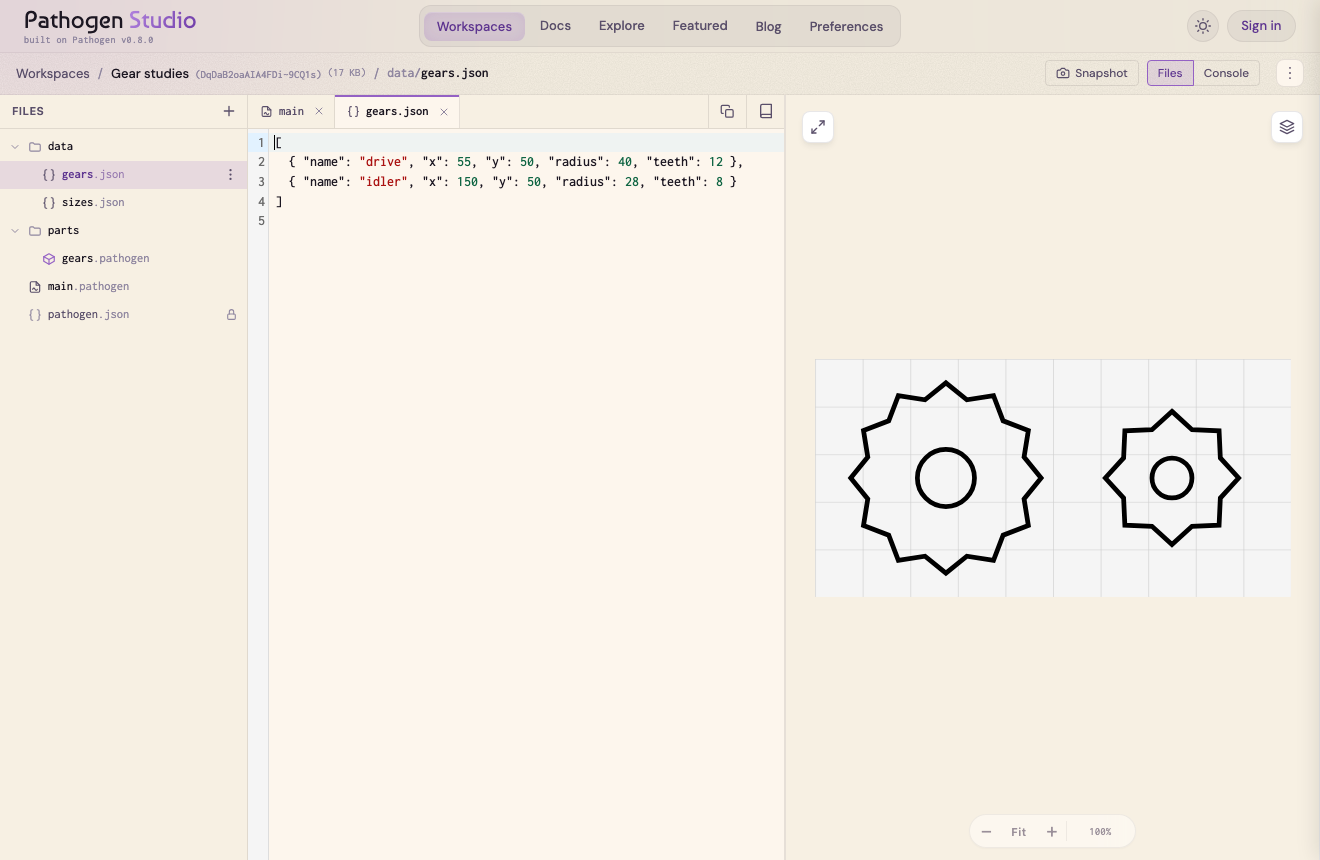 Pathogen Studio
built on Pathogen v0.8.0
Workspaces Docs Explore Featured Blog Preferences
Sign in
Workspaces / Gear studies (DqDaB2oaAIA4FDi-9CQ1s) (17 KB) / data/gears.json
Snapshot
Files Console
FILES
data
gears.json
sizes.json
parts
gears.pathogen
main.pathogen
pathogen.json
main
{} gears.json
1 [
2 { "name": "drive", "x": 55, "y": 50, "radius": 40, "teeth": 12 },
3 { "name": "idler", "x": 150, "y": 50, "radius": 28, "teeth": 8 }
4 ]
5
Fit 100%